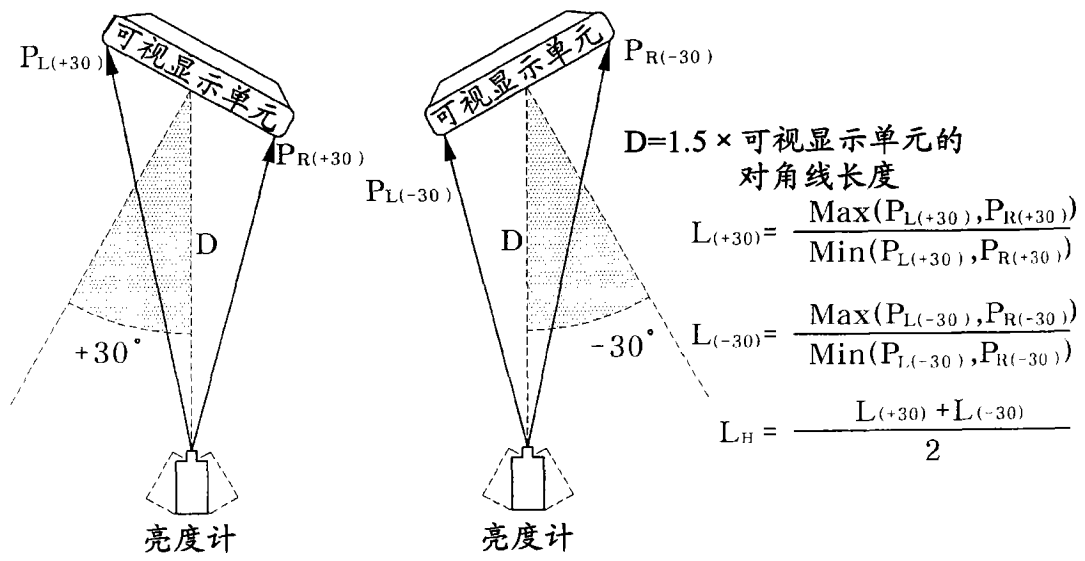 可视显示单元
P_L(+30)
P_R(+30)
D
+30°
亮度计
可视显示单元
P_R(-30)
P_L(-30)
D
-30°
亮度计
D=1.5×可视显示单元的
对角线长度
L(+30)= Max(P_L(+30),P_R(+30)) / Min(P_L(+30),P_R(+30))
L(-30)= Max(P_L(-30),P_R(-30)) / Min(P_L(-30),P_R(-30))
L_H = L(+30)+L(-30) / 2